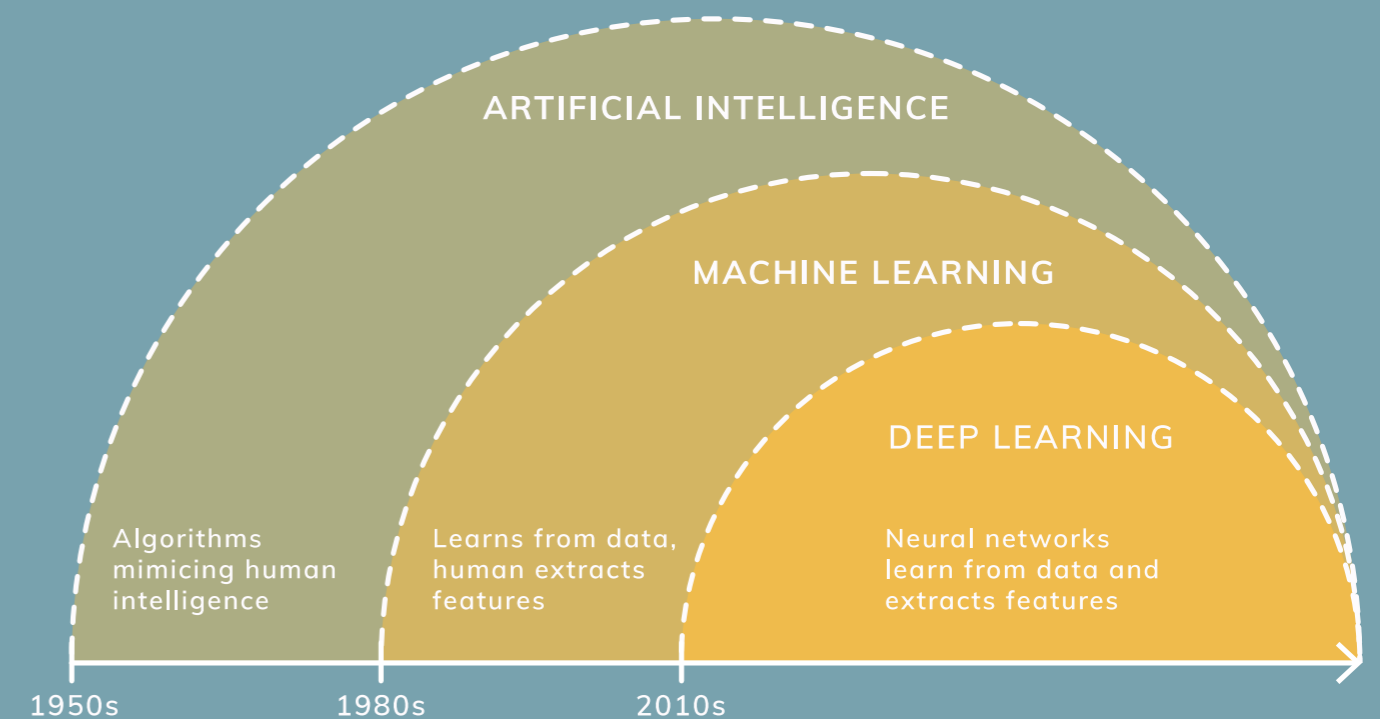 ARTIFICIAL INTELLIGENCE
MACHINE LEARNING
DEEP LEARNING
Algorithms
mimicing human
intelligence
Learns from data,
human extracts
features
Neural networks
learn from data and
extracts features
1950s
1980s
2010s